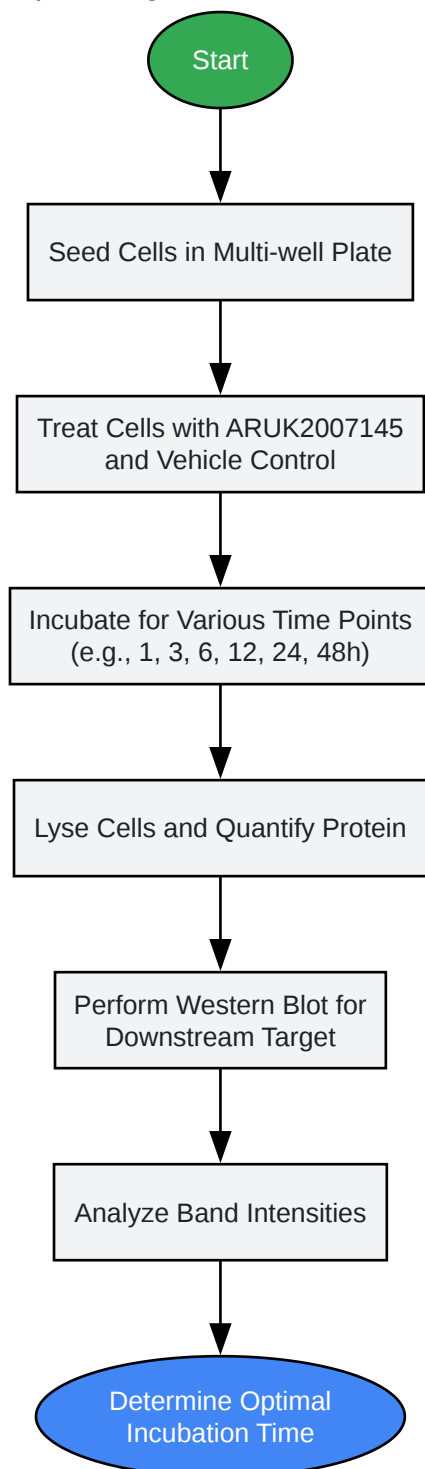 Start
Seed Cells in Multi-well Plate
Treat Cells with ARUK2007145
and Vehicle Control
Incubate for Various Time Points
(e.g., 1, 3, 6, 12, 24, 48h)
Lyse Cells and Quantify Protein
Perform Western Blot for
Downstream Target
Analyze Band Intensities
Determine Optimal
Incubation Time